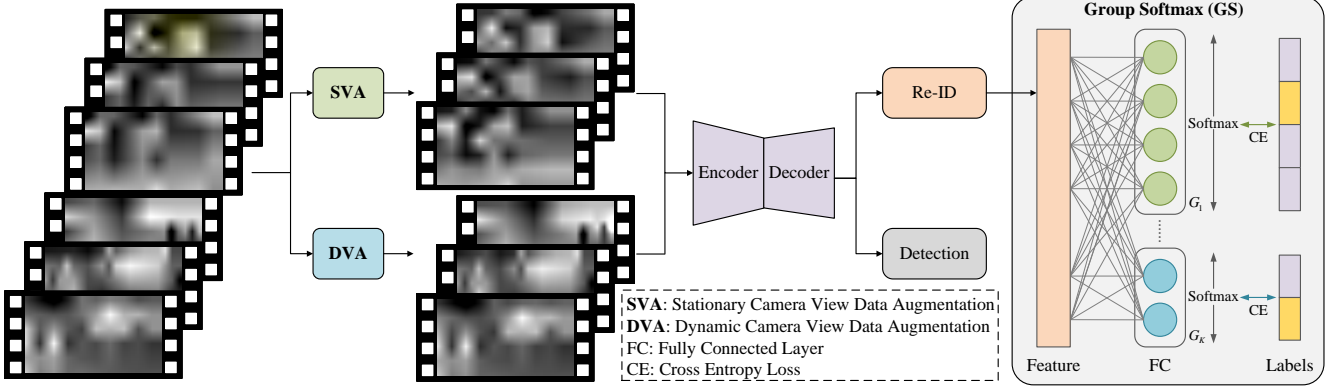 Group Softmax (GS)
SVA
Re-ID
Softmax
CE
Encoder
Decoder
G₁
DVA
Detection
Softmax
CE
G_K
SVA: Stationary Camera View Data Augmentation
DVA: Dynamic Camera View Data Augmentation
FC: Fully Connected Layer
CE: Cross Entropy Loss
Feature
FC
Labels